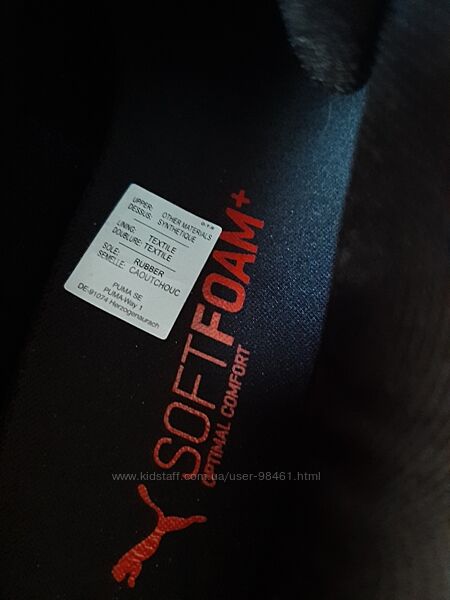 UPPER: OTHER MATERIALS
DESSUS: SYNTHETIQUE
LINING: TEXTILE
DOUBLURE: TEXTILE
SOLE: RUBBER
SEMELLE: CAOUTCHOUC
PUMA SE
PUMA-Way 1
DE-91074 Herzogenaurach
SOFTFOAM+
OPTIMAL COMFORT
www.kidstaff.com.ua/user-98461.html